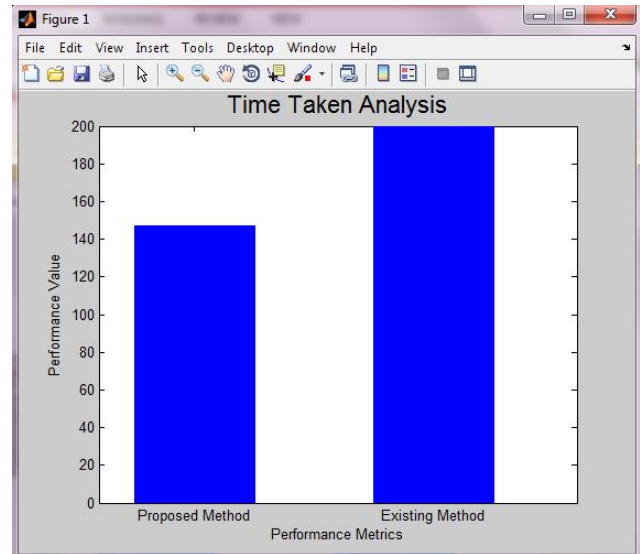 Figure 1
File Edit View Insert Tools Desktop Window Help
Time Taken Analysis
200
180
160
140
120
100
80
60
40
20
0
Performance Value
Proposed Method Existing Method
Performance Metrics